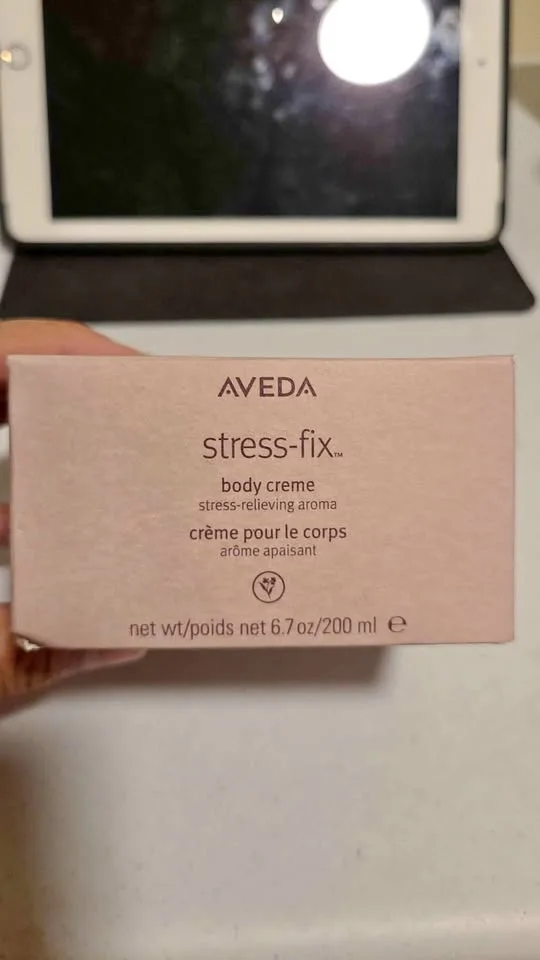 AVEDA
stress-fix™
body creme
stress-relieving aroma
crème pour le corps
arôme apaisant
net wt/poids net 6.7 oz/200 ml ℮